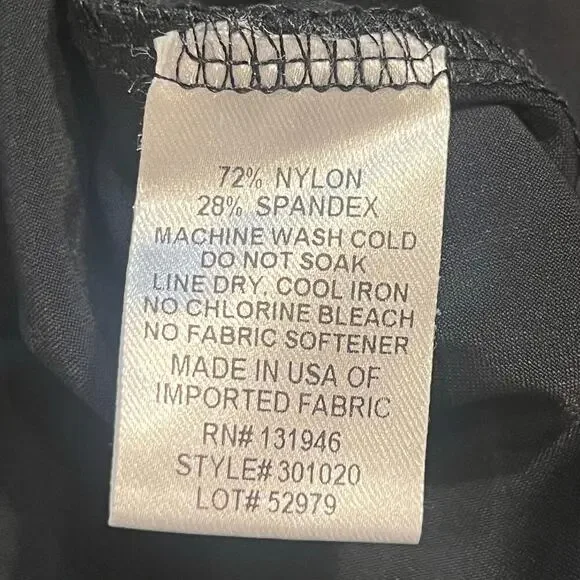 72% NYLON
28% SPANDEX
MACHINE WASH COLD
DO NOT SOAK
LINE DRY, COOL IRON
NO CHLORINE BLEACH
NO FABRIC SOFTENER
MADE IN USA OF
IMPORTED FABRIC
RN# 131946
STYLE# 301020
LOT# 52979